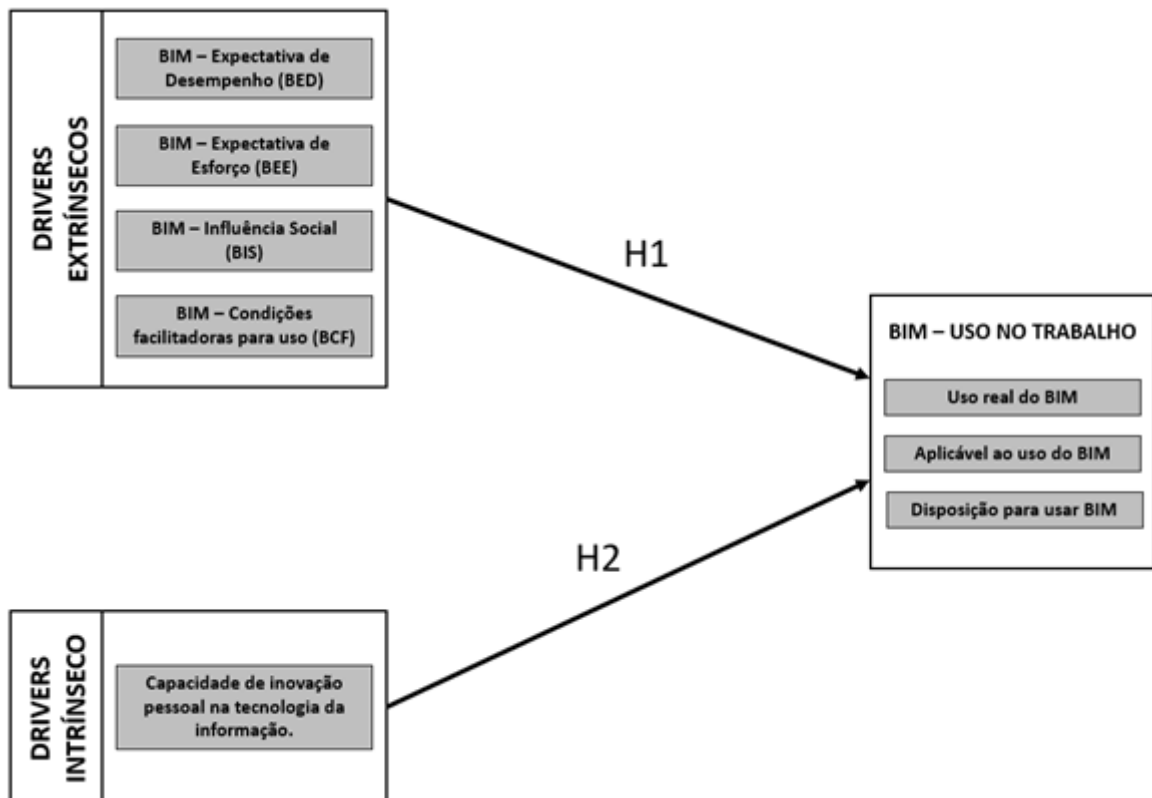 DRIVERS
EXTRÍNSECOS
BIM – Expectativa de
Desempenho (BED)
BIM – Expectativa de
Esforço (BEE)
BIM – Influência Social
(BIS)
BIM – Condições
facilitadoras para uso (BCF)
H1
BIM – USO NO TRABALHO
Uso real do BIM
Aplicável ao uso do BIM
Disposição para usar BIM
H2
DRIVERS
INTRÍNSECO
Capacidade de inovação
pessoal na tecnologia da
informação.